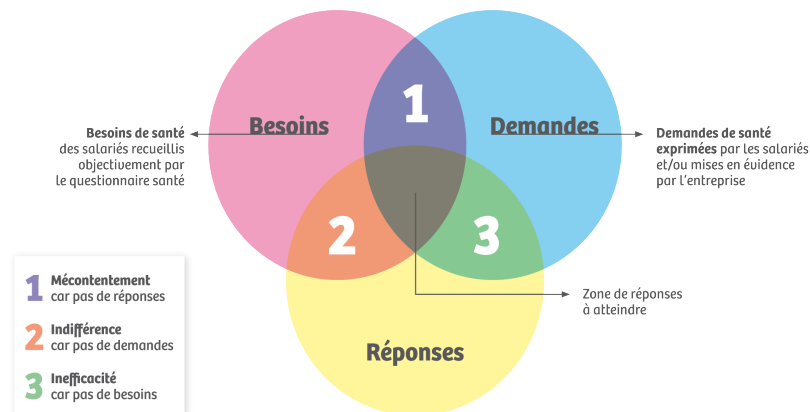 1
Besoins
Demandes
Besoins de santé
des salariés recueillis
objectivement par
le questionnaire santé
Demandes de santé
exprimées par les salariés
et/ou mises en évidence
par l'entreprise
2
3
Zone de réponses
à atteindre
Réponses
1 Mécontentement
car pas de réponses
2 Indifférence
car pas de demandes
3 Inefficacité
car pas de besoins